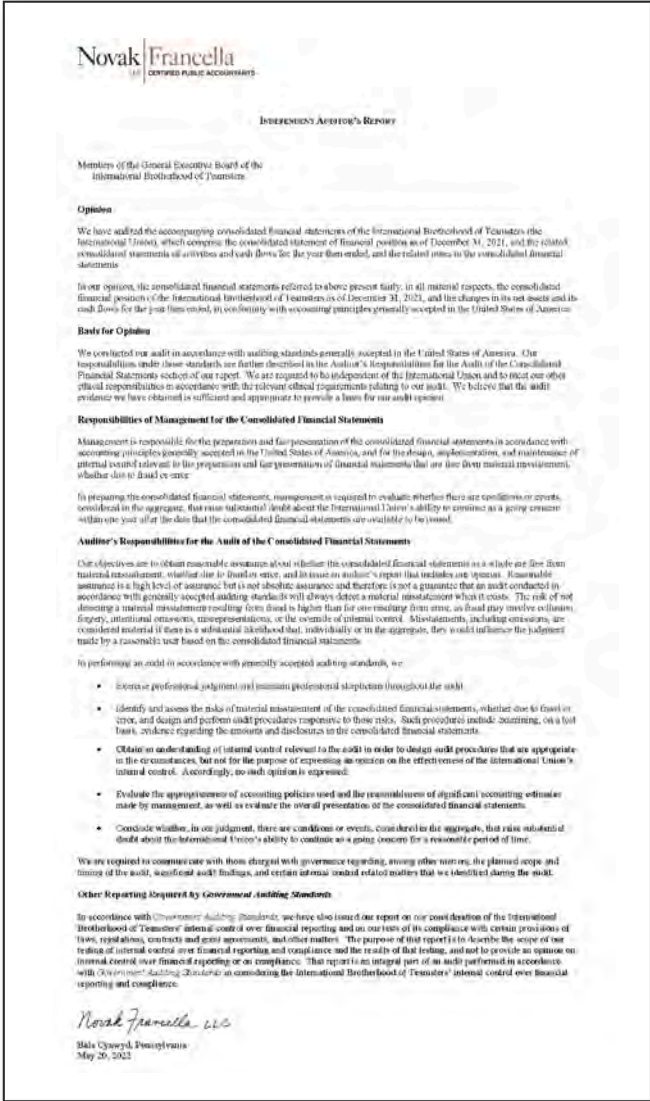 Novak Francella
LLC CERTIFIED PUBLIC ACCOUNTANTS
INDEPENDENT AUDITOR'S REPORT
Members of the General Executive Board of the
International Brotherhood of Teamsters
Opinion
We have audited the accompanying consolidated financial statements of the International Brotherhood of Teamsters (the
International Union), which comprise the consolidated statement of financial position as of December 31, 2021, and the related
consolidated statements of activities and cash flows for the year then ended, and the related notes to the consolidated financial
statements.
In our opinion, the consolidated financial statements referred to above present fairly, in all material respects, the consolidated
financial position of the International Brotherhood of Teamsters as of December 31, 2021, and the changes in its net assets and its
cash flows for the year then ended, in conformity with accounting principles generally accepted in the United States of America.
Basis for Opinion
We conducted our audit in accordance with auditing standards generally accepted in the United States of America. Our
responsibilities under those standards are further described in the Auditor's Responsibilities for the Audit of the Consolidated
Financial Statements section of our report. We are required to be independent of the International Union and to meet our other
ethical responsibilities in accordance with the relevant ethical requirements relating to our audit. We believe that the audit
evidence we have obtained is sufficient and appropriate to provide a basis for our audit opinion.
Responsibilities of Management for the Consolidated Financial Statements
Management is responsible for the preparation and fair presentation of the consolidated financial statements in accordance with
accounting principles generally accepted in the United States of America, and for the design, implementation, and maintenance of
internal control relevant to the preparation and fair presentation of financial statements that are free from material misstatement,
whether due to fraud or error.
In preparing the consolidated financial statements, management is required to evaluate whether there are conditions or events,
considered in the aggregate, that raise substantial doubt about the International Union's ability to continue as a going concern
within one year after the date that the consolidated financial statements are available to be issued.
Auditor's Responsibilities for the Audit of the Consolidated Financial Statements
Our objectives are to obtain reasonable assurance about whether the consolidated financial statements as a whole are free from
material misstatement, whether due to fraud or error, and to issue an auditor's report that includes our opinion. Reasonable
assurance is a high level of assurance but is not absolute assurance and therefore is not a guarantee that an audit conducted in
accordance with generally accepted auditing standards will always detect a material misstatement when it exists. The risk of not
detecting a material misstatement resulting from fraud is higher than for one resulting from error, as fraud may involve collusion,
forgery, intentional omissions, misrepresentations, or the override of internal control. Misstatements, including omissions, are
considered material if there is a substantial likelihood that, individually or in the aggregate, they would influence the judgment
made by a reasonable user based on the consolidated financial statements.
In performing an audit in accordance with generally accepted auditing standards, we
• Exercise professional judgment and maintain professional skepticism throughout the audit.
• Identify and assess the risks of material misstatement of the consolidated financial statements, whether due to fraud or
error, and design and perform audit procedures responsive to those risks. Such procedures include examining, on a test
basis, evidence regarding the amounts and disclosures in the consolidated financial statements.
• Obtain an understanding of internal control relevant to the audit in order to design audit procedures that are appropriate
in the circumstances, but not for the purpose of expressing an opinion on the effectiveness of the International Union's
internal control. Accordingly, no such opinion is expressed.
• Evaluate the appropriateness of accounting policies used and the reasonableness of significant accounting estimates
made by management, as well as evaluate the overall presentation of the consolidated financial statements.
• Conclude whether, in our judgment, there are conditions or events, considered in the aggregate, that raise substantial
doubt about the International Union's ability to continue as a going concern for a reasonable period of time.
We are required to communicate with those charged with governance regarding, among other matters, the planned scope and
timing of the audit, significant audit findings, and certain internal control related matters that we identified during the audit.
Other Reporting Required by Government Auditing Standards
In accordance with Government Auditing Standards, we have also issued our report on our consideration of the International
Brotherhood of Teamsters' internal control over financial reporting and on our tests of its compliance with certain provisions of
laws, regulations, contracts and grant agreements, and other matters. The purpose of that report is to describe the scope of our
testing of internal control over financial reporting and compliance and the results of that testing, and not to provide an opinion on
internal control over financial reporting or on compliance. That report is an integral part of an audit performed in accordance
with Government Auditing Standards in considering the International Brotherhood of Teamsters' internal control over financial
reporting and compliance.
Novak Francella LLC
Bala Cynwyd, Pennsylvania
May 20, 2022